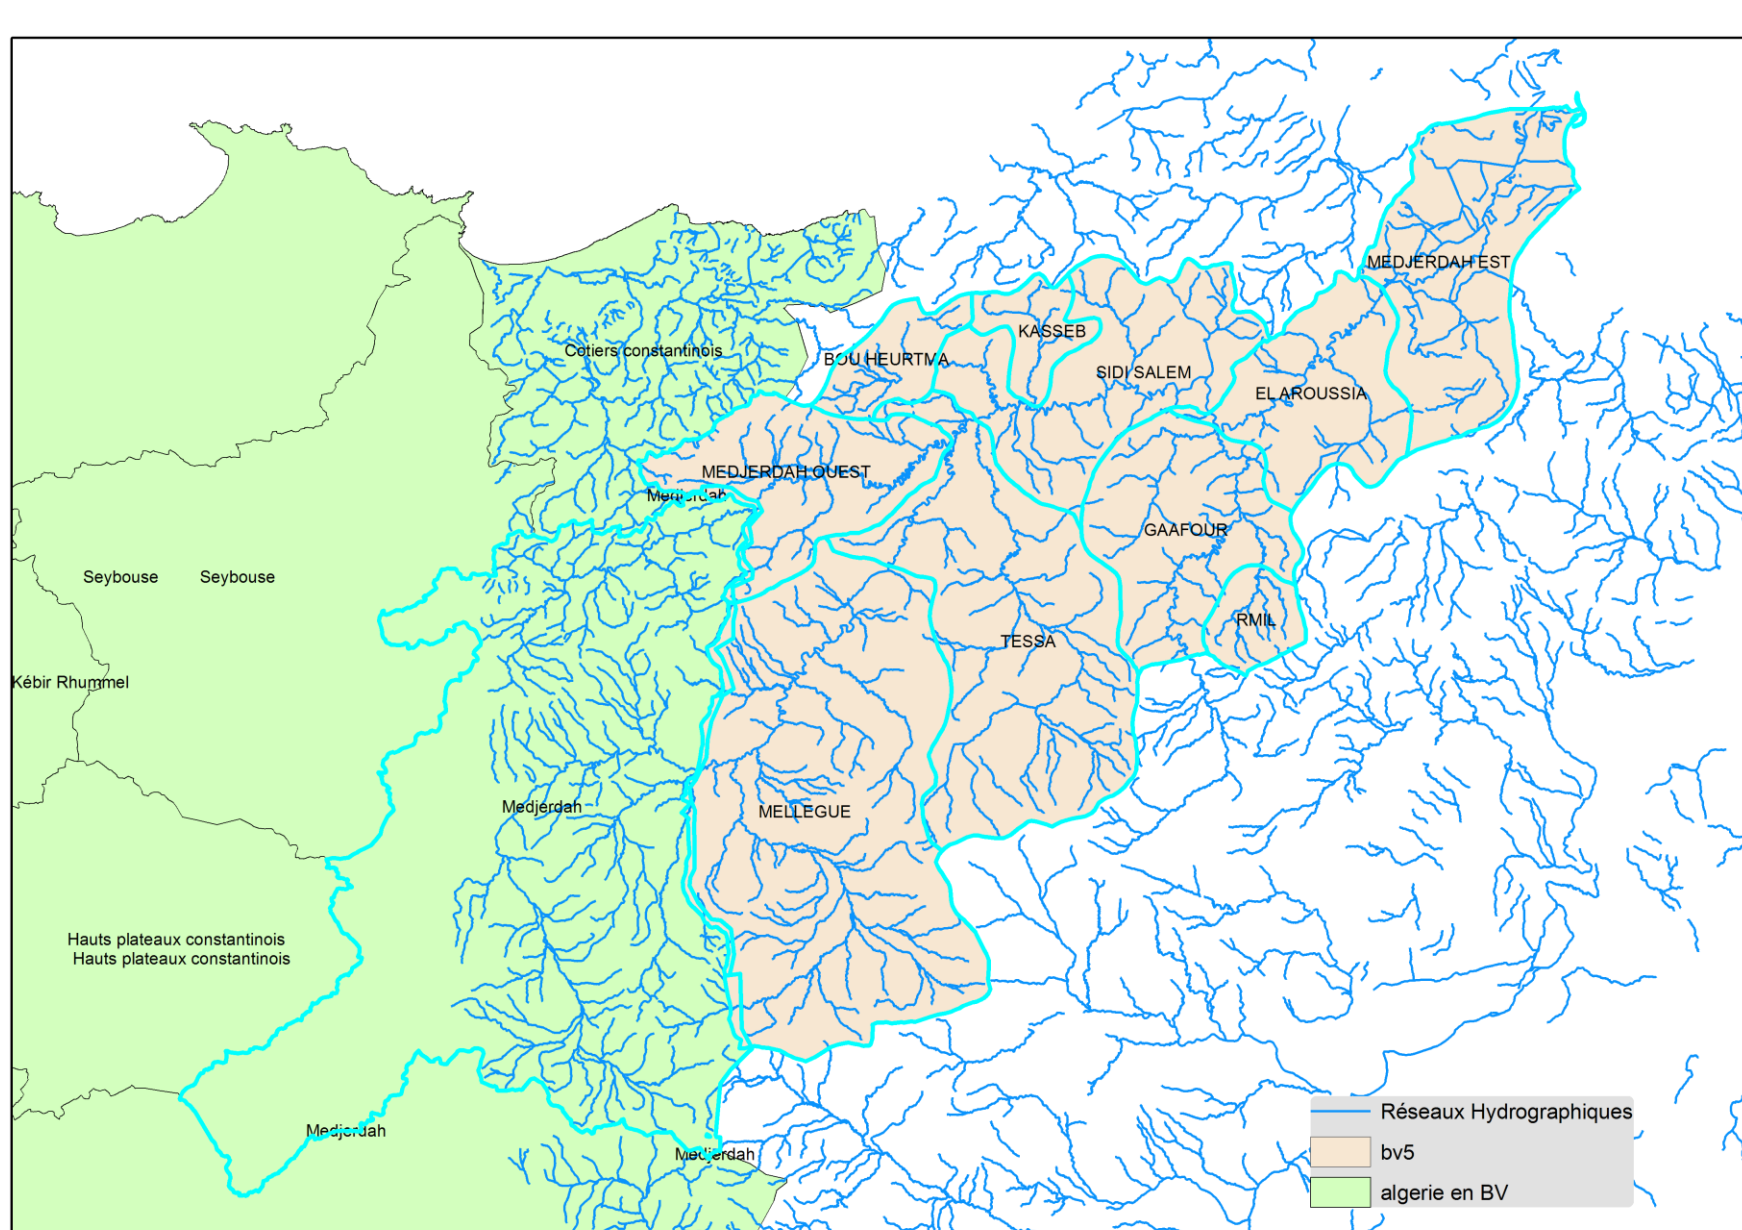 MEDJERDAH EST
KASSEB
BOU HEURTMA
Cotiers constantinois
SIDI SALEM
EL AROUSSIA
MEDJERDAH OUEST
Medjerdah
GAAFOUR
Seybouse Seybouse
RMIL
TESSA
Kébir Rhummel
Medjerdah
MELLEGUE
Hauts plateaux constantinois
Hauts plateaux constantinois
Medjerdah
Medjerdah
Réseaux Hydrographiques
bv5
algerie en BV